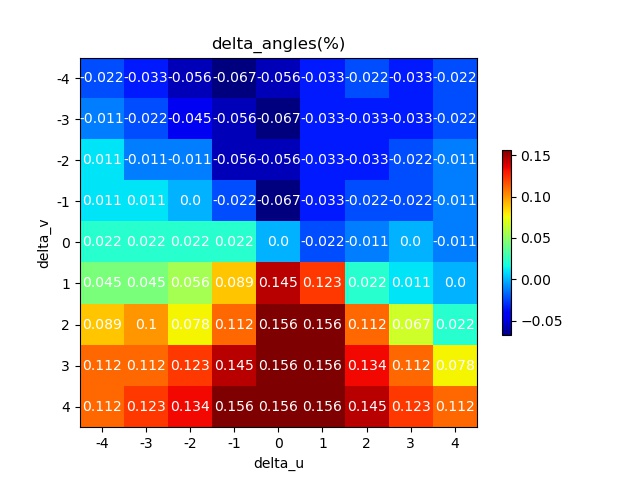 delta_angles(%)
-4 -0.022 -0.033 -0.056 -0.067 -0.056 -0.033 -0.022 -0.033 -0.022
-3 -0.011 -0.022 -0.045 -0.056 -0.067 -0.033 -0.033 -0.033 -0.022
-2 0.011 -0.011 -0.011 -0.056 -0.056 -0.033 -0.033 -0.022 -0.011
-1 0.011 0.011 0.0 -0.022 -0.067 -0.033 -0.022 -0.022 -0.011
0 0.022 0.022 0.022 0.022 0.0 -0.022 -0.011 0.0 -0.011
1 0.045 0.045 0.056 0.089 0.145 0.123 0.022 0.011 0.0
2 0.089 0.1 0.078 0.112 0.156 0.156 0.112 0.067 0.022
3 0.112 0.112 0.123 0.145 0.156 0.156 0.134 0.112 0.078
4 0.112 0.123 0.134 0.156 0.156 0.156 0.145 0.123 0.112
-4 -3 -2 -1 0 1 2 3 4
delta_u
delta_v
0.15
0.10
0.05
0.00
−0.05